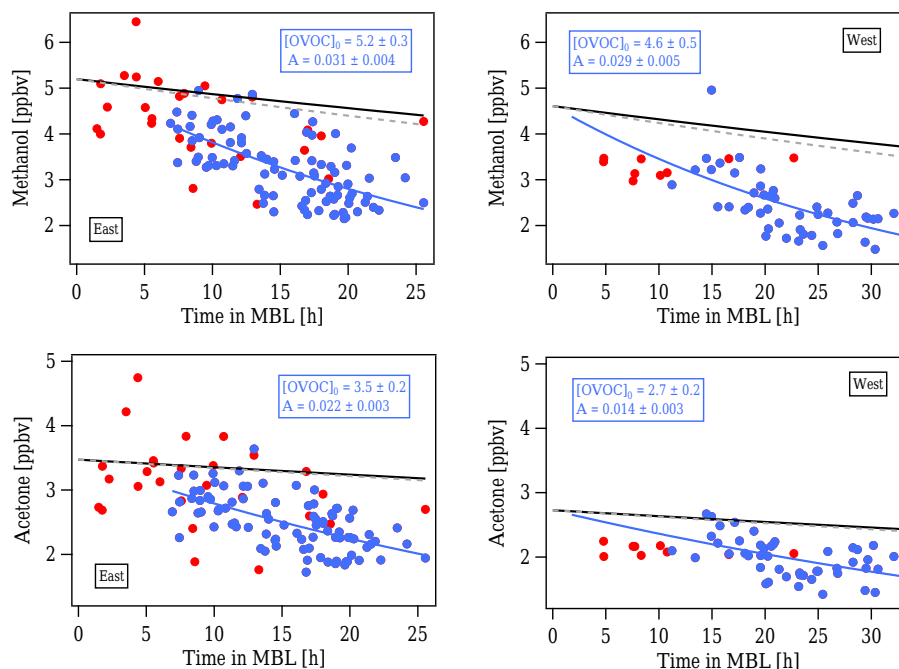 [OVOC]₀ = 5.2 ± 0.3
A = 0.031 ± 0.004
6
5
4
3
2
Methanol [ppbv]
East
0
5
10
15
20
25
Time in MBL [h]
[OVOC]₀ = 4.6 ± 0.5
A = 0.029 ± 0.005
West
6
5
4
3
2
Methanol [ppbv]
0
5
10
15
20
25
30
Time in MBL [h]
[OVOC]₀ = 3.5 ± 0.2
A = 0.022 ± 0.003
5
4
3
2
Acetone [ppbv]
East
0
5
10
15
20
25
Time in MBL [h]
[OVOC]₀ = 2.7 ± 0.2
A = 0.014 ± 0.003
West
5
4
3
2
Acetone [ppbv]
0
5
10
15
20
25
30
Time in MBL [h]